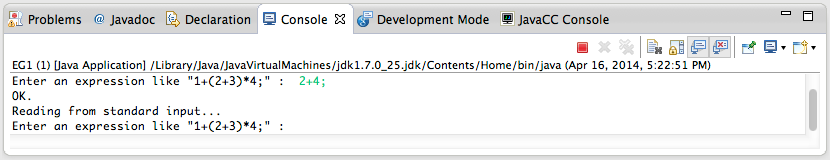 Problems @ Javadoc Declaration Console Development Mode JavaCC Console
EG1 (1) [Java Application] /Library/Java/JavaVirtualMachines/jdk1.7.0_25.jdk/Contents/Home/bin/java (Apr 16, 2014, 5:22:51 PM)
Enter an expression like "1+(2+3)*4;" :  2+4;
OK.
Reading from standard input...
Enter an expression like "1+(2+3)*4;" :